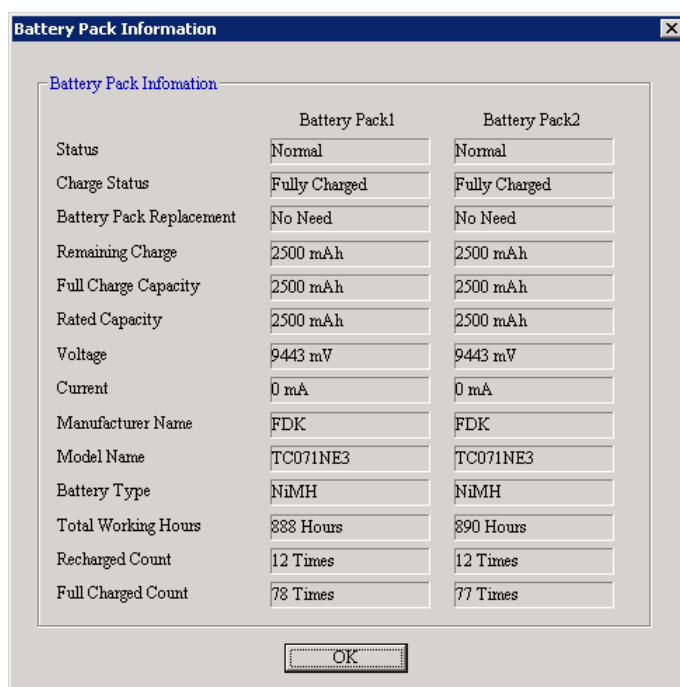 Battery Pack Information
Battery Pack Infomation
Battery Pack1 Battery Pack2
Status Normal Normal
Charge Status Fully Charged Fully Charged
Battery Pack Replacement No Need No Need
Remaining Charge 2500 mAh 2500 mAh
Full Charge Capacity 2500 mAh 2500 mAh
Rated Capacity 2500 mAh 2500 mAh
Voltage 9443 mV 9443 mV
Current 0 mA 0 mA
Manufacturer Name FDK FDK
Model Name TC071NE3 TC071NE3
Battery Type NiMH NiMH
Total Working Hours 888 Hours 890 Hours
Recharged Count 12 Times 12 Times
Full Charged Count 78 Times 77 Times
OK